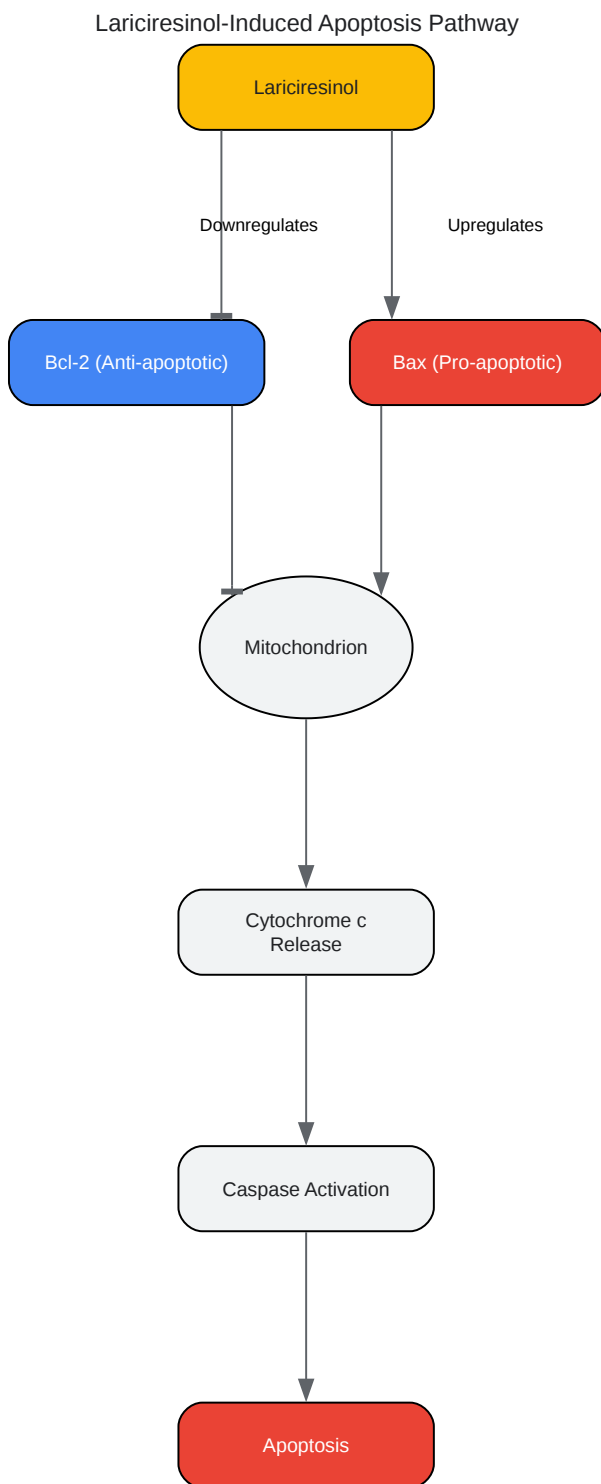 Lariciresinol-Induced Apoptosis Pathway
Lariciresinol
Downregulates
Upregulates
Bcl-2 (Anti-apoptotic)
Bax (Pro-apoptotic)
Mitochondrion
Cytochrome c
Release
Caspase Activation
Apoptosis